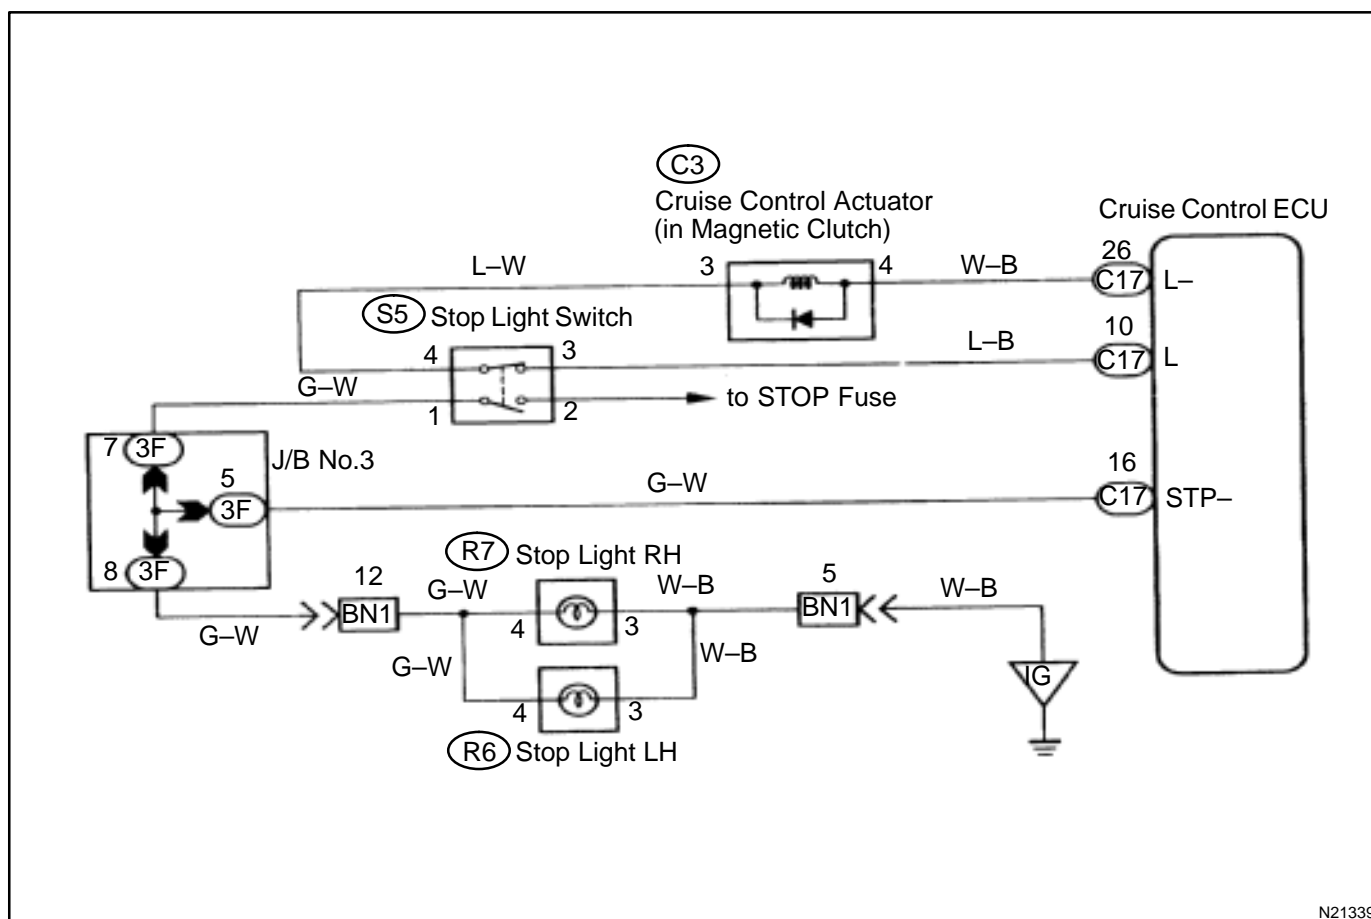 C3
Cruise Control Actuator
(in Magnetic Clutch)
Cruise Control ECU
L–W
3
4
W–B
26
C17
L–
S5
Stop Light Switch
4
3
L–B
10
C17
L
G–W
1
2
to STOP Fuse
7
3F
J/B No.3
5
3F
G–W
16
C17
STP–
8
3F
R7
Stop Light RH
12
BN1
G–W
G–W
4
3
W–B
5
BN1
W–B
G–W
W–B
4
3
IG
R6
Stop Light LH
N21339